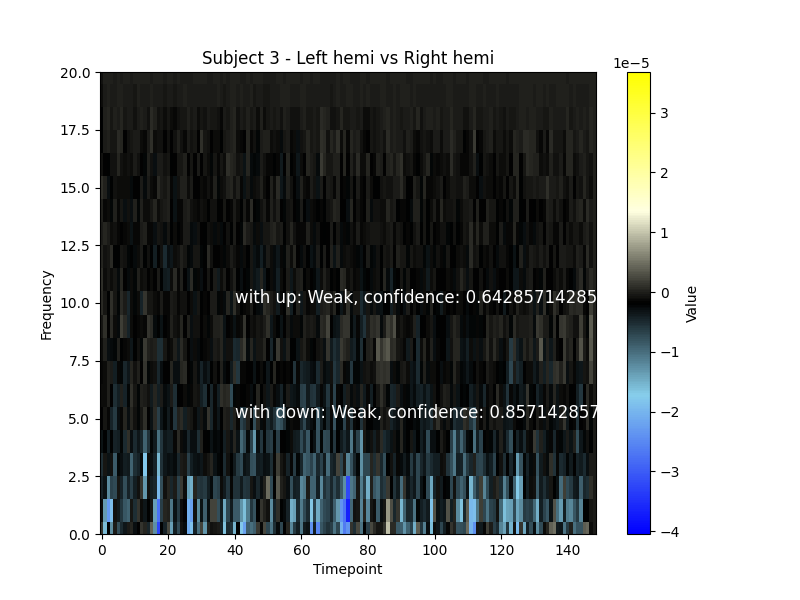 Subject 3 - Left hemi vs Right hemi
1e−5
20.0
17.5
15.0
12.5
10.0
7.5
5.0
2.5
0.0
Frequency
with up: Weak, confidence: 0.64285714285
with down: Weak, confidence: 0.857142857
0 20 40 60 80 100 120 140
Timepoint
3
2
1
0
−1
−2
−3
−4
Value